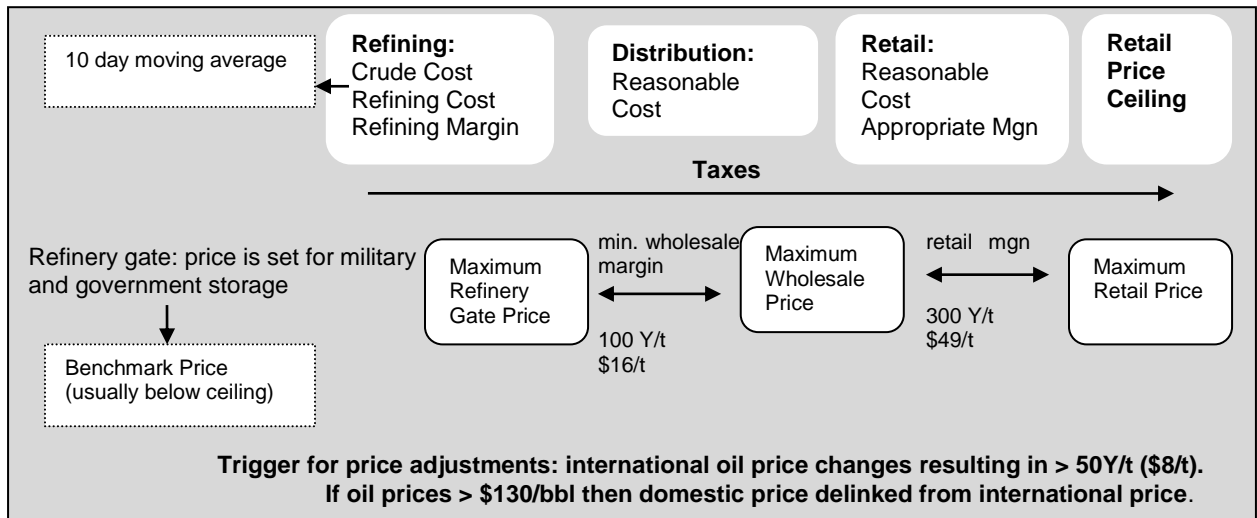 10 day moving average
Refining:
Crude Cost
Refining Cost
Refining Margin
Distribution:
Reasonable
Cost
Retail:
Reasonable
Cost
Appropriate Mgn
Retail
Price
Ceiling
Taxes
Refinery gate: price is set for military
and government storage
Maximum
Refinery
Gate Price
min. wholesale
margin
100 Y/t
$16/t
Maximum
Wholesale
Price
retail mgn
300 Y/t
$49/t
Maximum
Retail Price
Benchmark Price
(usually below ceiling)
Trigger for price adjustments: international oil price changes resulting in > 50Y/t ($8/t).
If oil prices > $130/bbl then domestic price delinked from international price.